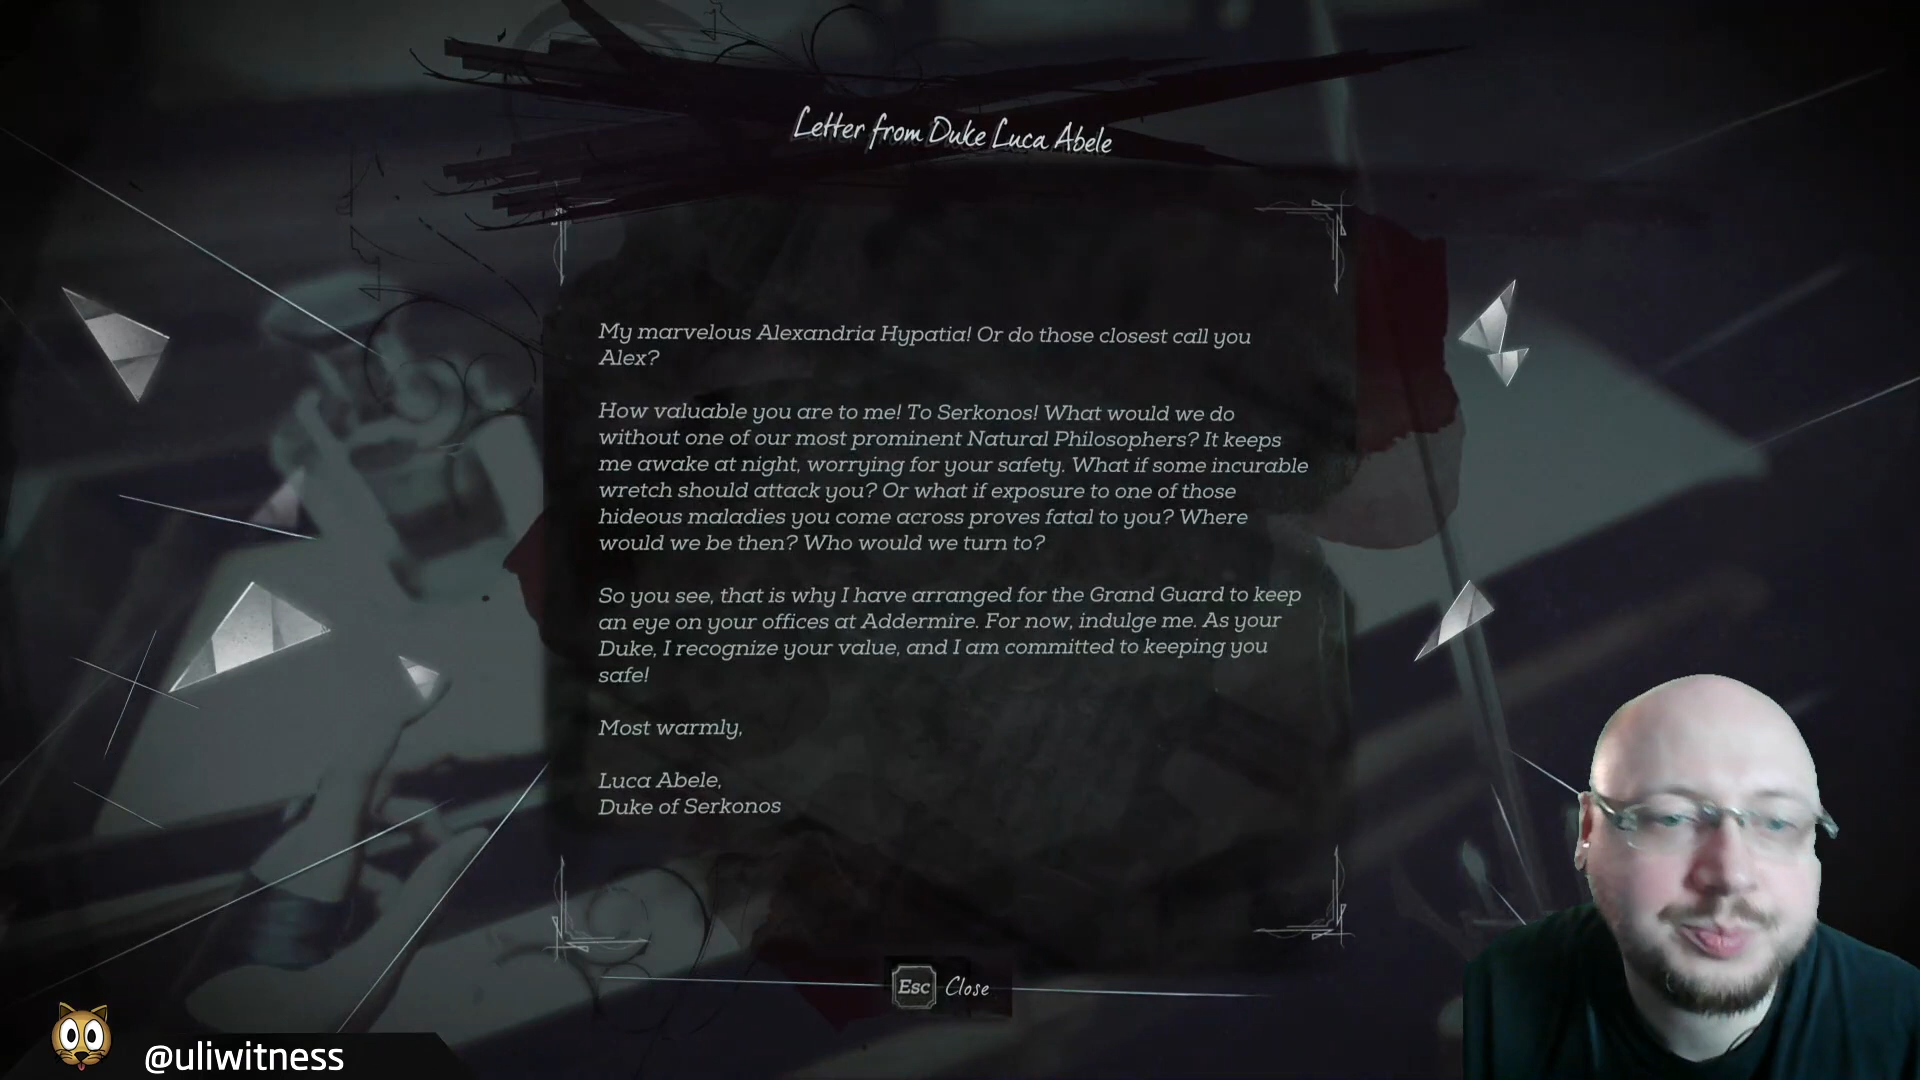 Letter from Duke Luca Abele
My marvelous Alexandria Hypatia! Or do those closest call you
Alex?
How valuable you are to me! To Serkonos! What would we do
without one of our most prominent Natural Philosophers? It keeps
me awake at night, worrying for your safety. What if some incurable
wretch should attack you? Or what if exposure to one of those
hideous maladies you come across proves fatal to you? Where
would we be then? Who would we turn to?
So you see, that is why I have arranged for the Grand Guard to keep
an eye on your offices at Addermire. For now, indulge me. As your
Duke, I recognize your value, and I am committed to keeping you
safe!
Most warmly,
Luca Abele,
Duke of Serkonos
Esc Close
@uliwitness